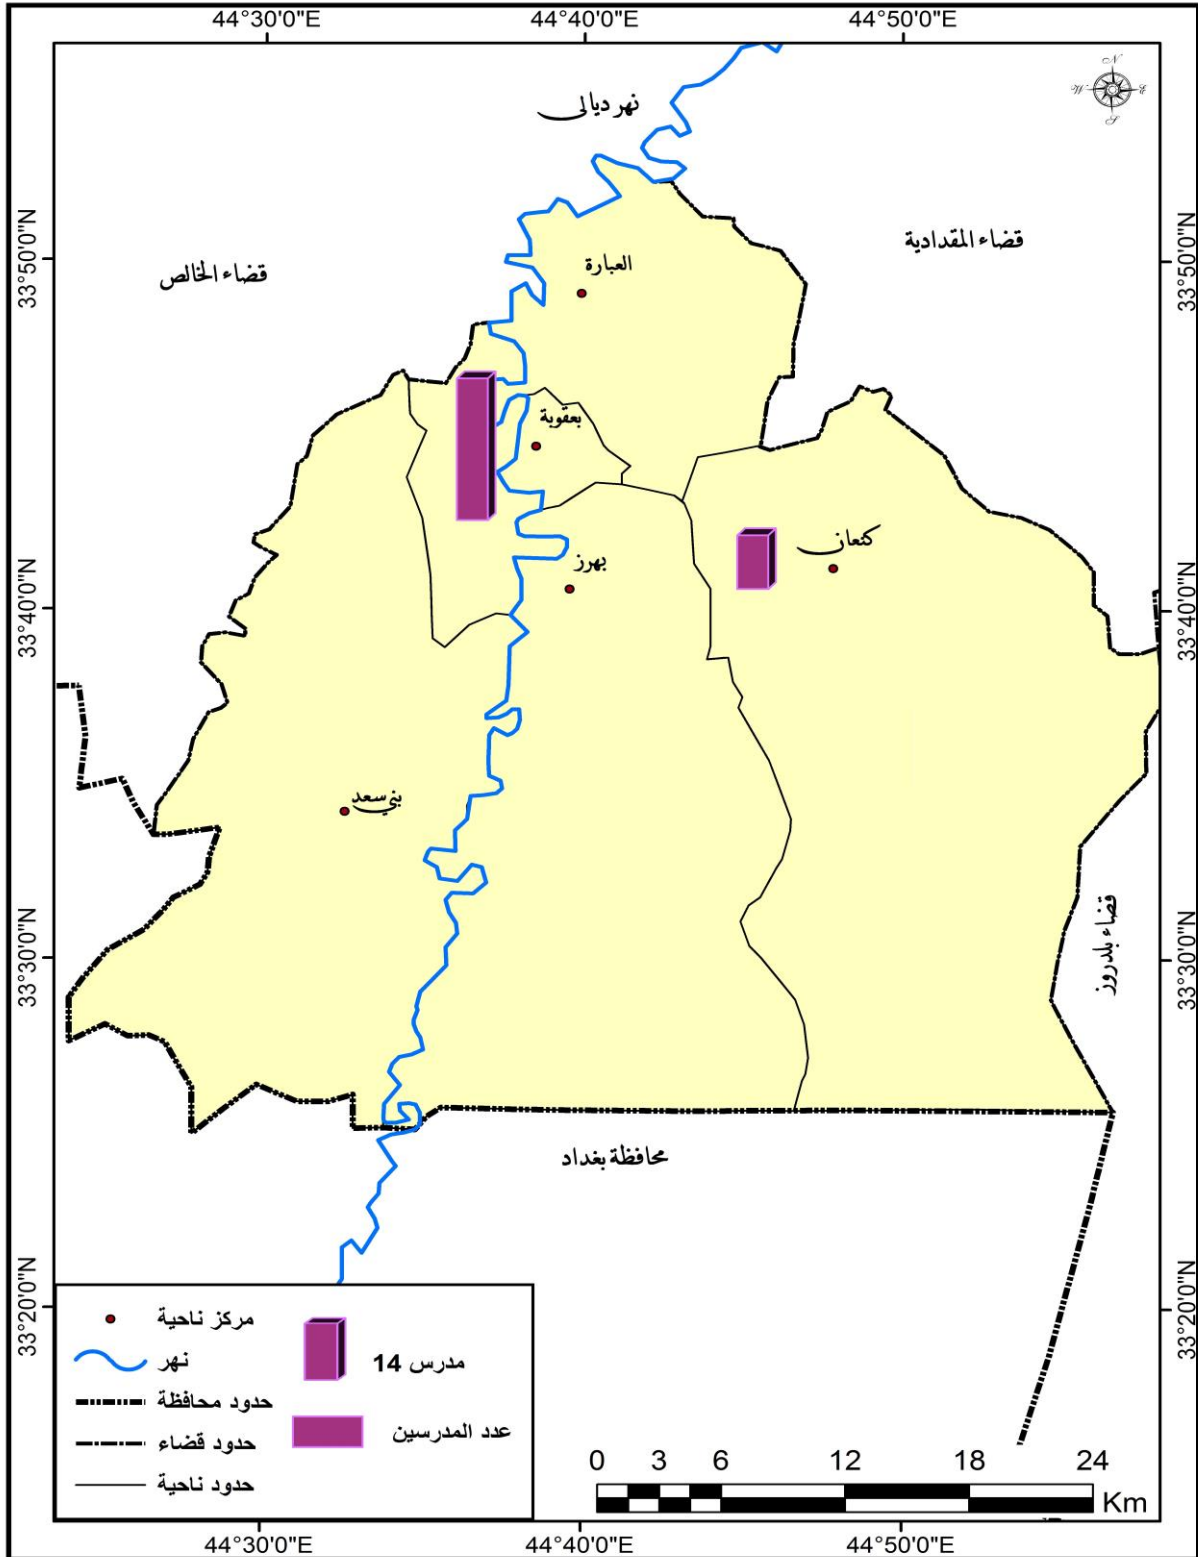 44°30'0"E
44°40'0"E
44°50'0"E
N
W
E
S
نهر ديالى
33°50'0"N
33°50'0"N
قضاء المقدادية
قضاء الخالص
العبارة
بعقوبة
كنعان
بهرز
33°40'0"N
33°40'0"N
بني سعد
قضاء بلدروز
33°30'0"N
33°30'0"N
محافظة بغداد
33°20'0"N
33°20'0"N
مركز ناحية
نهر
حدود محافظة
حدود قضاء
حدود ناحية
مدرس 14
عدد المدرسين
0 3 6 12 18 24
Km
44°30'0"E
44°40'0"E
44°50'0"E